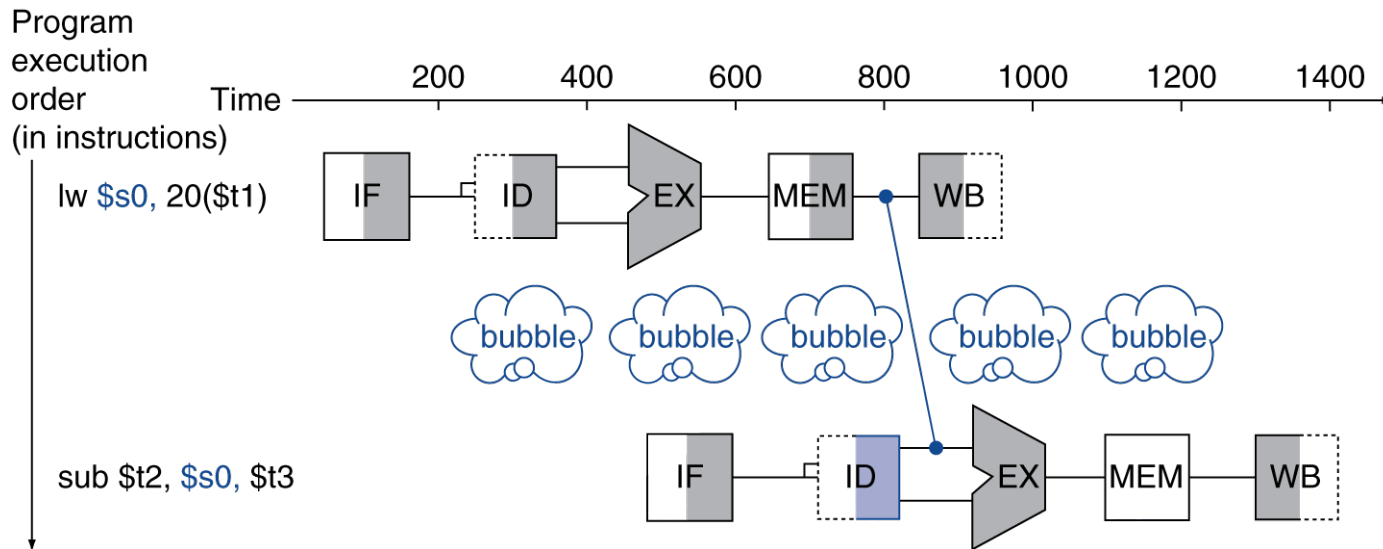 Program
execution
order
(in instructions)
Time
200 400 600 800 1000 1200 1400
lw $s0, 20($t1)
IF ID EX MEM WB
bubble bubble bubble bubble bubble
sub $t2, $s0, $t3
IF ID EX MEM WB